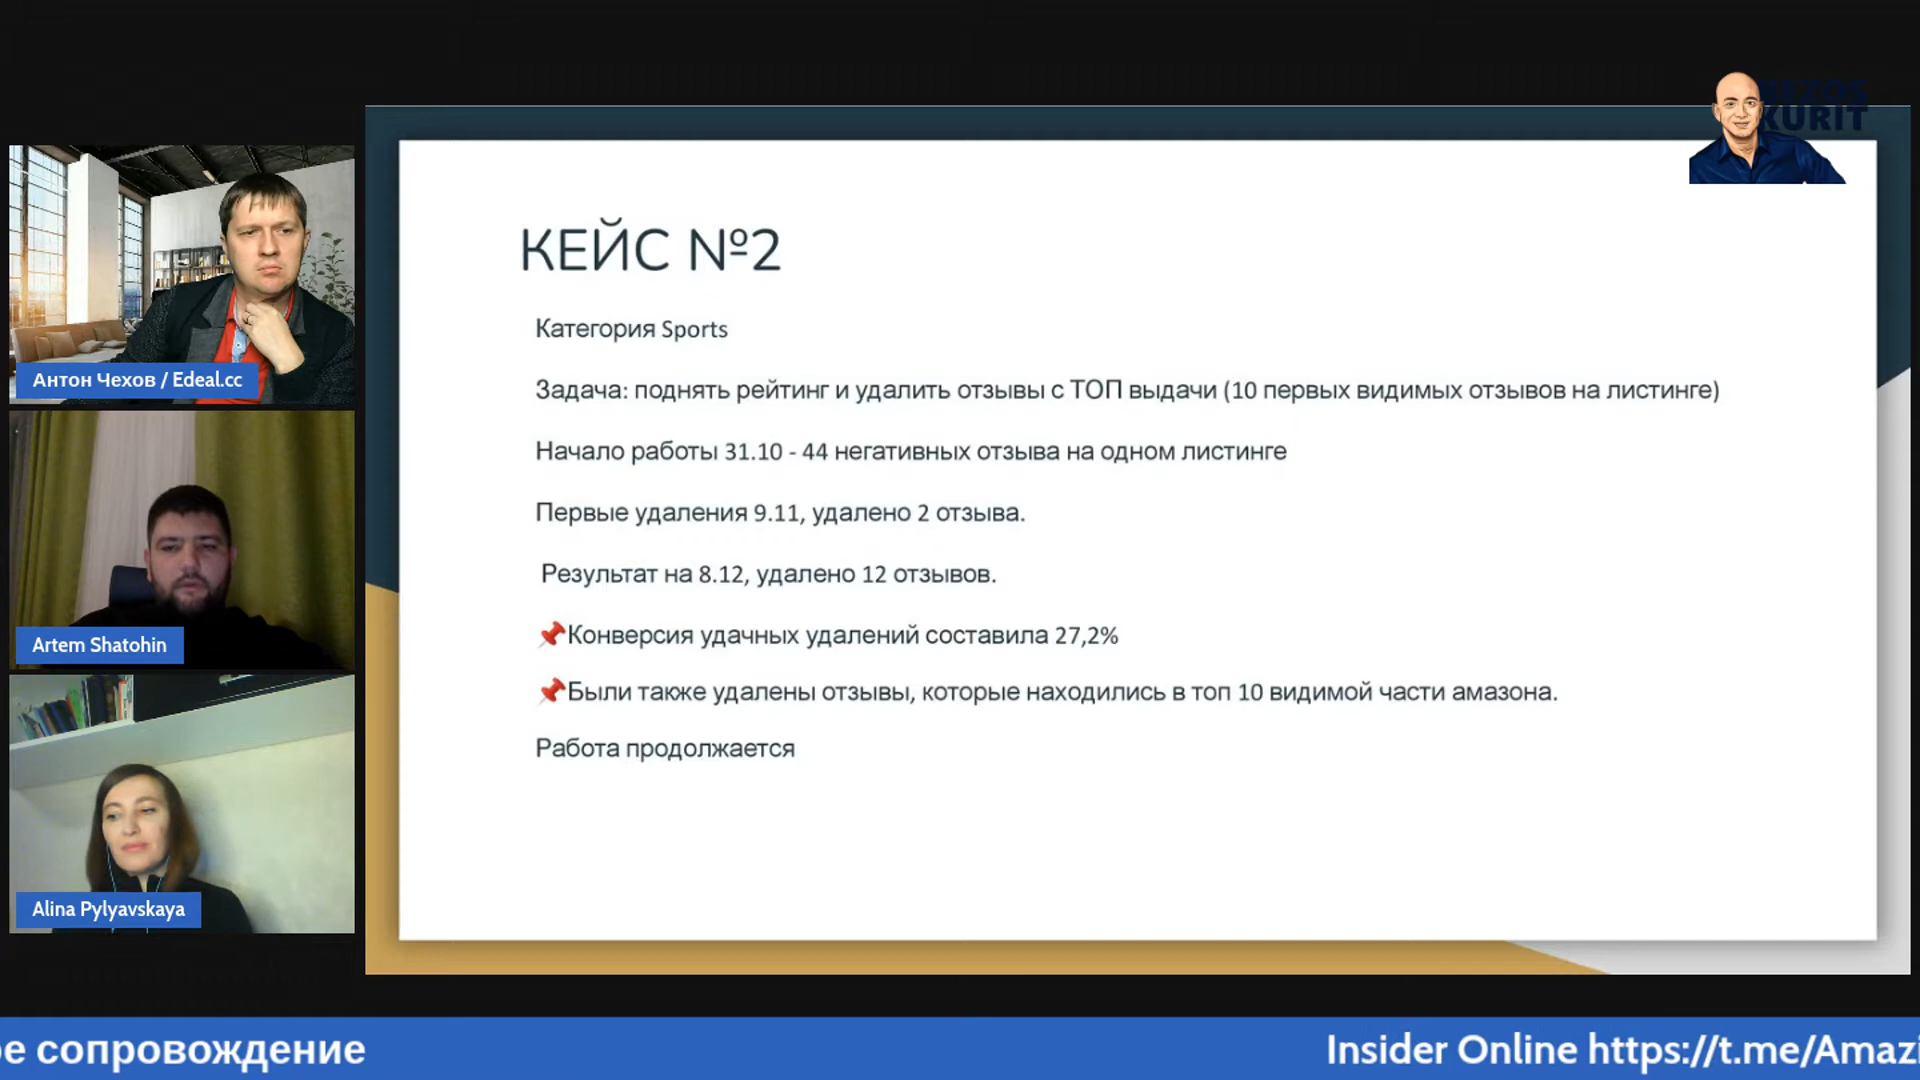 BEZOS
KURIT
КЕЙС №2
Категория Sports
Задача: поднять рейтинг и удалить отзывы с ТОП выдачи (10 первых видимых отзывов на листинге)
Начало работы 31.10 - 44 негативных отзыва на одном листинге
Первые удаления 9.11, удалено 2 отзыва.
Результат на 8.12, удалено 12 отзывов.
📌Конверсия удачных удалений составила 27,2%
📌Были также удалены отзывы, которые находились в топ 10 видимой части амазона.
Работа продолжается
Антон Чехов / Edeal.cc
Artem Shatohin
Alina Pylyavskaya
ое сопровождение
Insider Online https://t.me/Amazi